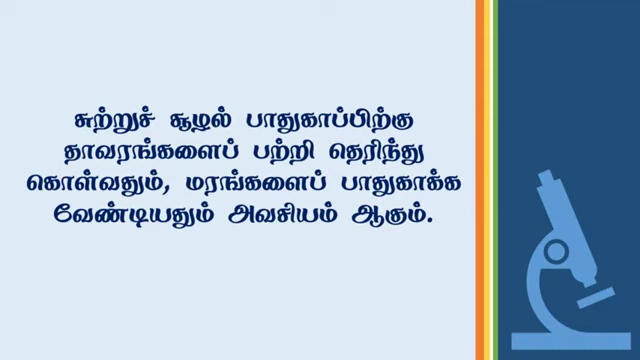 சுற்றுச் சூழல் பாதுகாப்பிற்கு
தாவரங்களைப் பற்றி தெரிந்து
கொள்வதும், மரங்களைப் பாதுகாக்க
வேண்டியதும் அவசியம் ஆகும்.